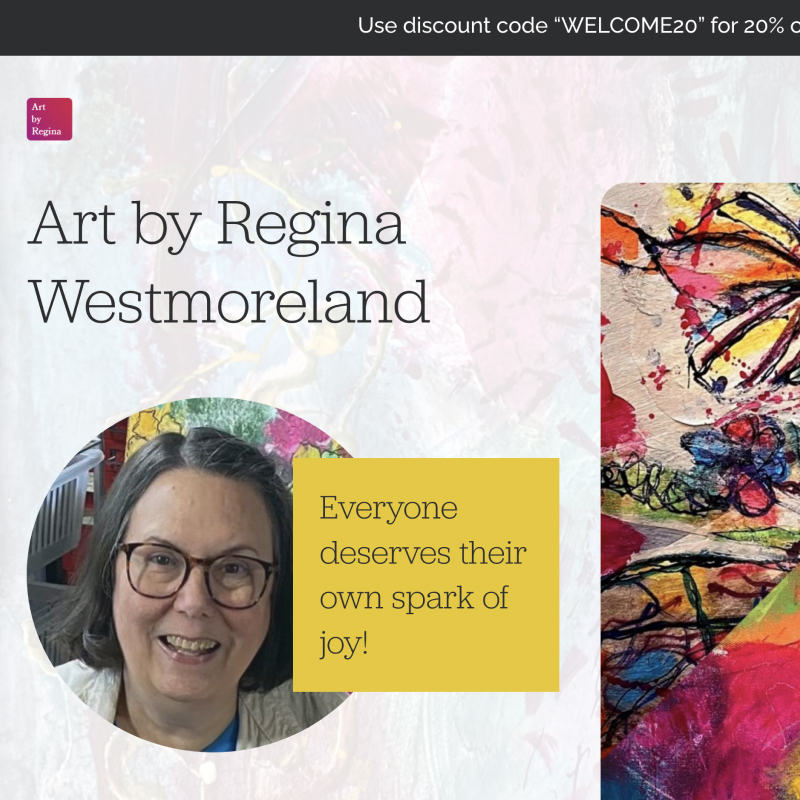 Use discount code “WELCOME20” for 20%
Art
by
Regina
Art by Regina
Westmoreland
Everyone
deserves their
own spark of
joy!